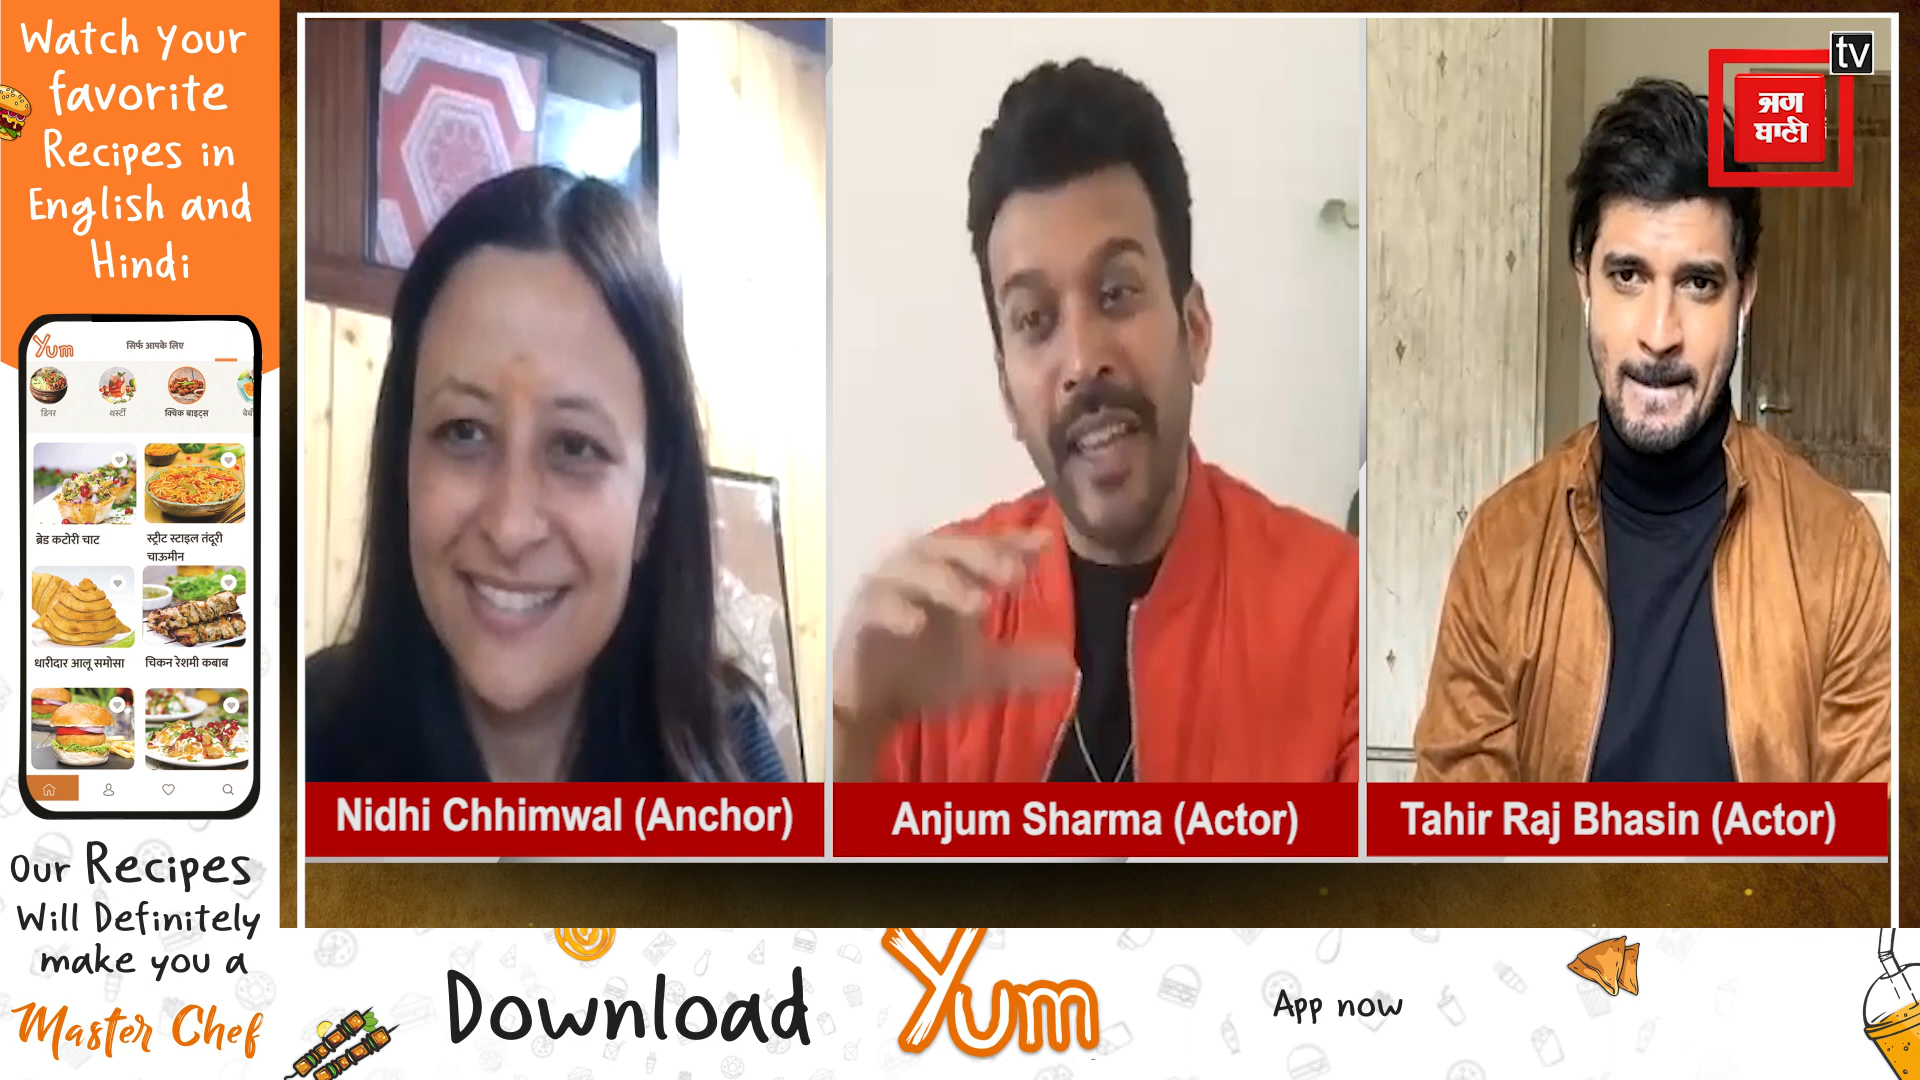 Watch your
favorite
Recipes in
English and
Hindi
Yum
सिर्फ आपके लिए
डिनर
थर्स्टी
क्विक बाइट्स
बेबी
ब्रेड कटोरी चाट
स्ट्रीट स्टाइल तंदूरी
चाऊमीन
धारीदार आलू समोसा
चिकन रेशमी कबाब
Our Recipes
Will Definitely
make you a
Master Chef
tv
ਜਗ
ਬਾਣੀ
Nidhi Chhimwal (Anchor)
Anjum Sharma (Actor)
Tahir Raj Bhasin (Actor)
Download
Yum
App now